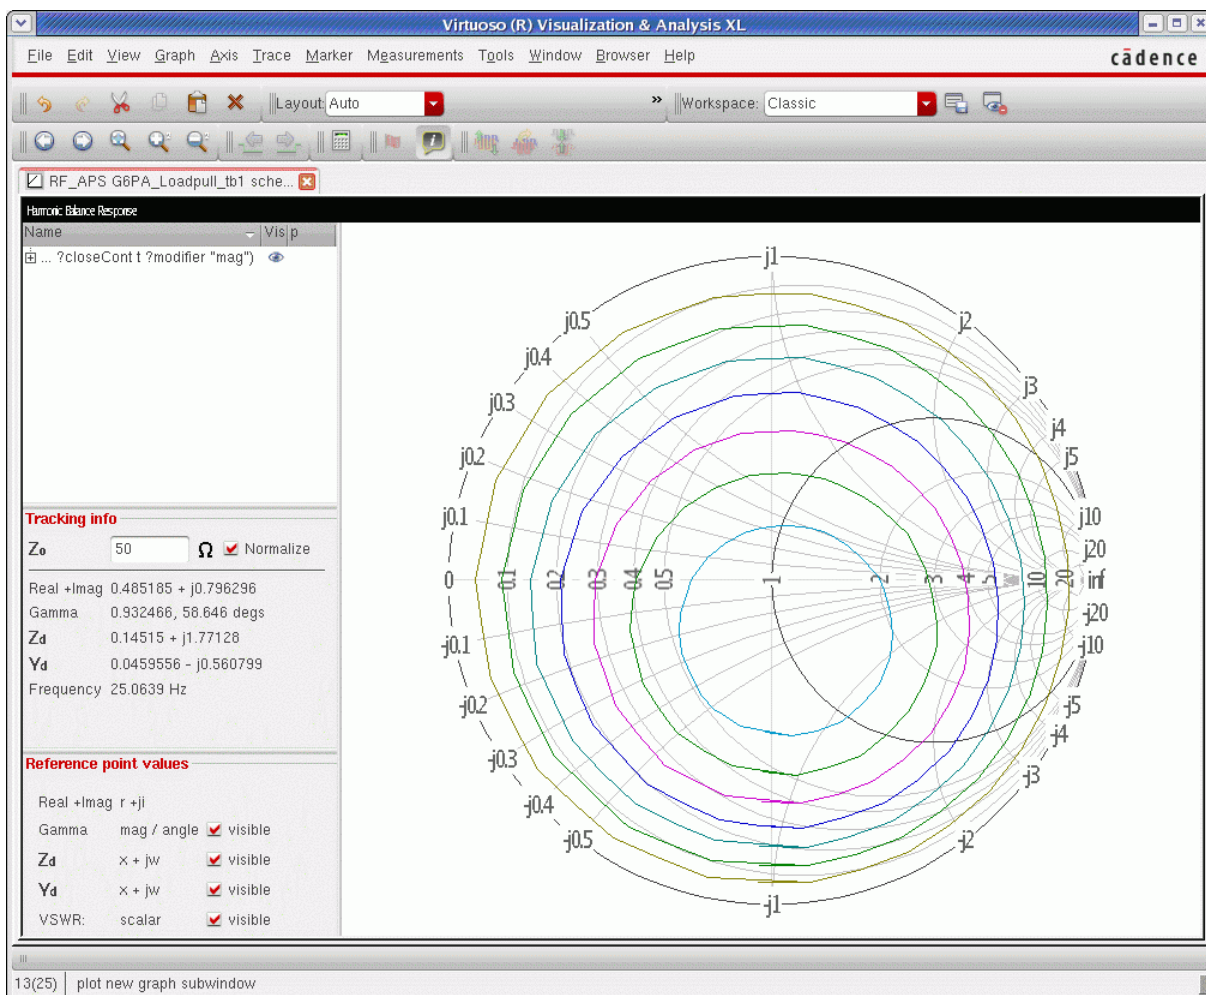 Virtuoso (R) Visualization & Analysis XL
File Edit View Graph Axis Trace Marker Measurements Tools Window Browser Help
cādence
Layout: Auto
» Workspace: Classic
RF_APS G6PA_Loadpull_tb1 sche...
Harmonic Balance Response
Name Vis p
... ?closeCont t ?modifier "mag")
Tracking info
Zo 50 Ω Normalize
Real +Imag 0.485185 + j0.796296
Gamma 0.932466, 58.646 degs
Zd 0.14515 + j1.77128
Yd 0.0459556 - j0.560799
Frequency 25.0639 Hz
Reference point values
Real +Imag r +ji
Gamma mag / angle visible
Zd x + jw visible
Yd x + jw visible
VSWR: scalar visible
j1
j0.5 j2
j0.4
j0.3 j3
j4
j0.2 j5
j0.1 j10
j20
0 0.1 0.2 0.3 0.4 0.5 1 2 3 4 5 10 20 inf
-j20
-j0.1 -j10
-j0.2 -j5
-j4
-j0.3 -j3
-j0.4
-j0.5 -j2
-j1
13(25) plot new graph subwindow